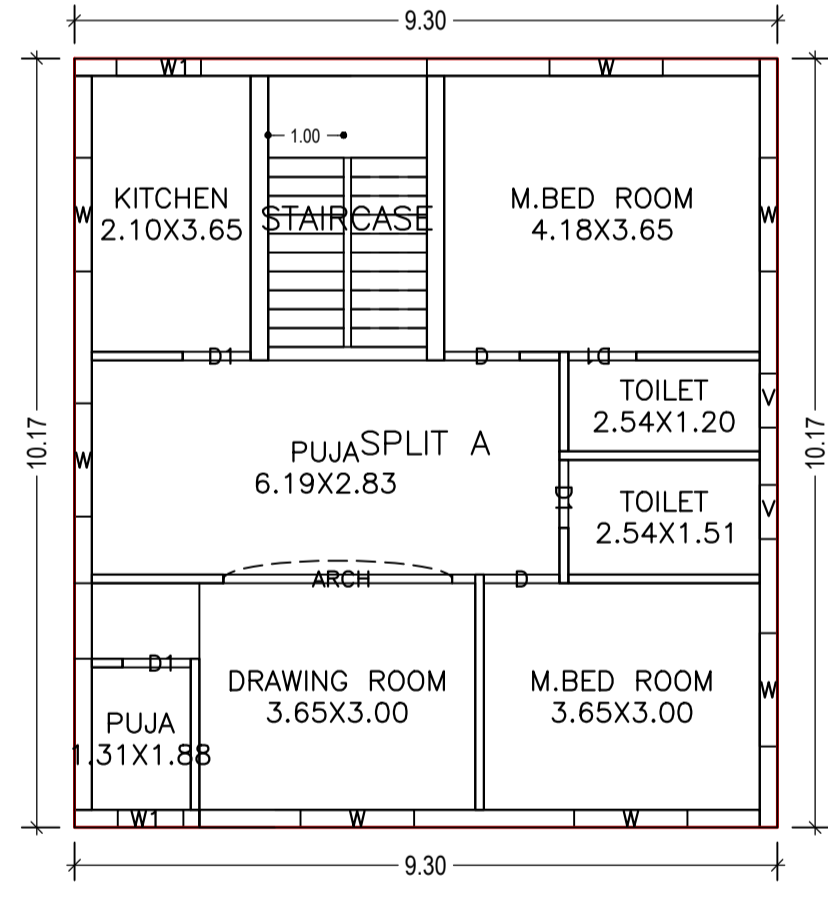 9.30
W1
W
1.00
KITCHEN
2.10X3.65
STAIRCASE
M.BED ROOM
4.18X3.65
W
W
D1
D
D1
TOILET
2.54X1.20
V
10.17
10.17
PUJA
SPLIT A
6.19X2.83
W
D1
TOILET
2.54X1.51
V
ARCH
D
D1
DRAWING ROOM
3.65X3.00
M.BED ROOM
3.65X3.00
W
PUJA
1.31X1.88
W1
W
W
9.30